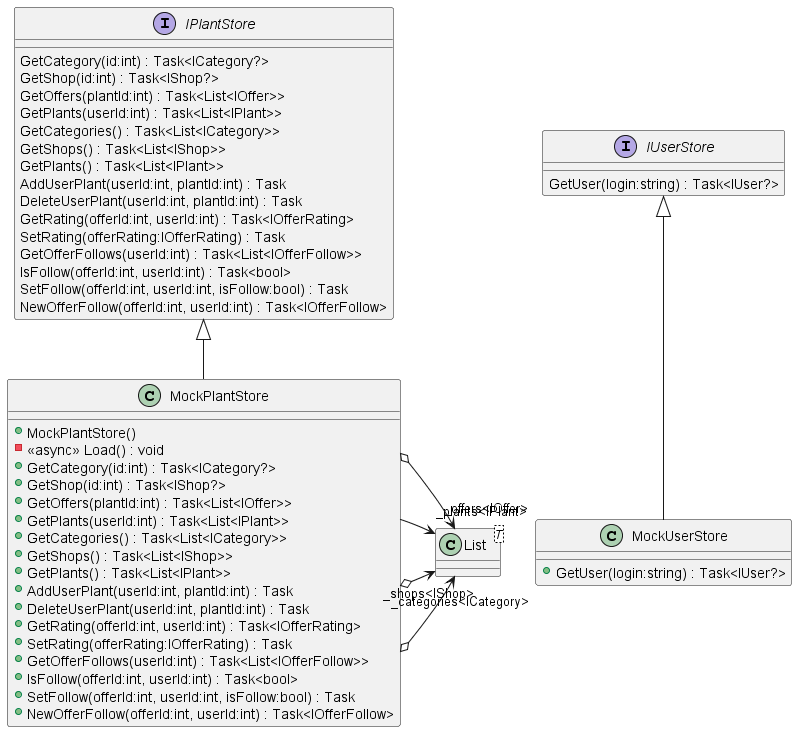 IPlantStore
GetCategory(id:int) : Task<ICategory?>
GetShop(id:int) : Task<IShop?>
GetOffers(plantId:int) : Task<List<IOffer>>
GetPlants(userId:int) : Task<List<IPlant>>
GetCategories() : Task<List<ICategory>>
GetShops() : Task<List<IShop>>
GetPlants() : Task<List<IPlant>>
AddUserPlant(userId:int, plantId:int) : Task
DeleteUserPlant(userId:int, plantId:int) : Task
GetRating(offerId:int, userId:int) : Task<IOfferRating>
SetRating(offerRating:IOfferRating) : Task
GetOfferFollows(userId:int) : Task<List<IOfferFollow>>
IsFollow(offerId:int, userId:int) : Task<bool>
SetFollow(offerId:int, userId:int, isFollow:bool) : Task
NewOfferFollow(offerId:int, userId:int) : Task<IOfferFollow>
IUserStore
GetUser(login:string) : Task<IUser?>
MockPlantStore
MockPlantStore()
«async» Load() : void
GetCategory(id:int) : Task<ICategory?>
GetShop(id:int) : Task<IShop?>
GetOffers(plantId:int) : Task<List<IOffer>>
GetPlants(userId:int) : Task<List<IPlant>>
GetCategories() : Task<List<ICategory>>
GetShops() : Task<List<IShop>>
GetPlants() : Task<List<IPlant>>
AddUserPlant(userId:int, plantId:int) : Task
DeleteUserPlant(userId:int, plantId:int) : Task
GetRating(offerId:int, userId:int) : Task<IOfferRating>
SetRating(offerRating:IOfferRating) : Task
GetOfferFollows(userId:int) : Task<List<IOfferFollow>>
IsFollow(offerId:int, userId:int) : Task<bool>
SetFollow(offerId:int, userId:int, isFollow:bool) : Task
NewOfferFollow(offerId:int, userId:int) : Task<IOfferFollow>
_offers<IOffer>
_plants<IPlant>
List
T
_shops<IShop>
_categories<ICategory>
MockUserStore
GetUser(login:string) : Task<IUser?>